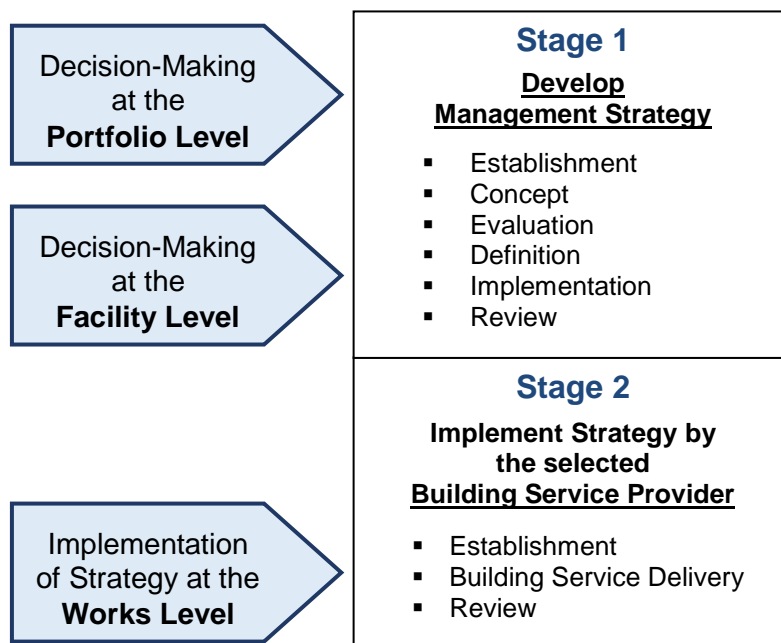 Decision-Making
at the
Portfolio Level
Decision-Making
at the
Facility Level
Implementation
of Strategy at the
Works Level
Stage 1
Develop
Management Strategy
▪ Establishment
▪ Concept
▪ Evaluation
▪ Definition
▪ Implementation
▪ Review
Stage 2
Implement Strategy by
the selected
Building Service Provider
▪ Establishment
▪ Building Service Delivery
▪ Review